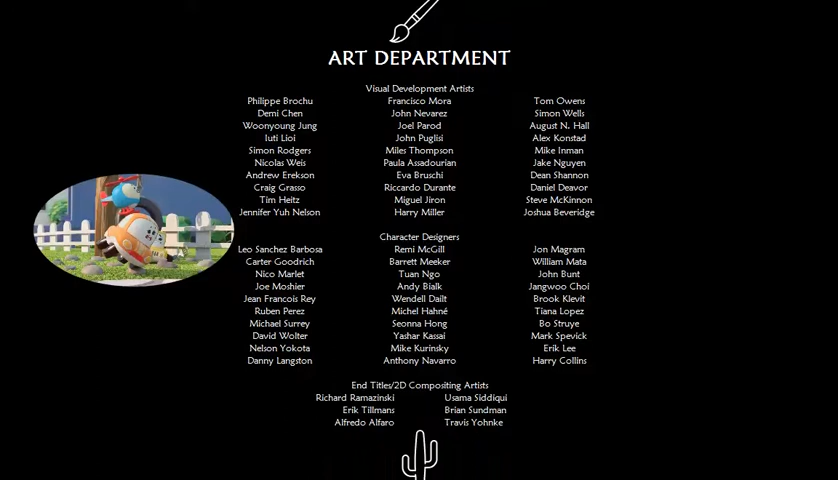 ART DEPARTMENT
Visual Development Artists
Philippe Brochu Francisco Mora Tom Owens
Demi Chen John Nevarez Simon Wells
Woonyoung Jung Joel Parod August N. Hall
Iuti Lioi John Puglisi Alex Konstad
Simon Rodgers Miles Thompson Mike Inman
Nicolas Weis Paula Assadourian Jake Nguyen
Andrew Erekson Eva Bruschi Dean Shannon
Craig Grasso Riccardo Durante Daniel Deavor
Tim Heitz Miguel Jiron Steve McKinnon
Jennifer Yuh Nelson Harry Miller Joshua Beveridge
Character Designers
Leo Sanchez Barbosa Remi McGill Jon Magram
Carter Goodrich Barrett Meeker William Mata
Nico Marlet Tuan Ngo John Bunt
Joe Moshier Andy Bialk Jangwoo Choi
Jean Francois Rey Wendell Dailt Brook Klevit
Ruben Perez Michel Hahné Tiana Lopez
Michael Surrey Seonna Hong Bo Struye
David Wolter Yashar Kassai Mark Spevick
Nelson Yokota Mike Kurinsky Erik Lee
Danny Langston Anthony Navarro Harry Collins
End Titles/2D Compositing Artists
Richard Ramazinski Usama Siddiqui
Erik Tillmans Brian Sundman
Alfredo Alfaro Travis Yohnke